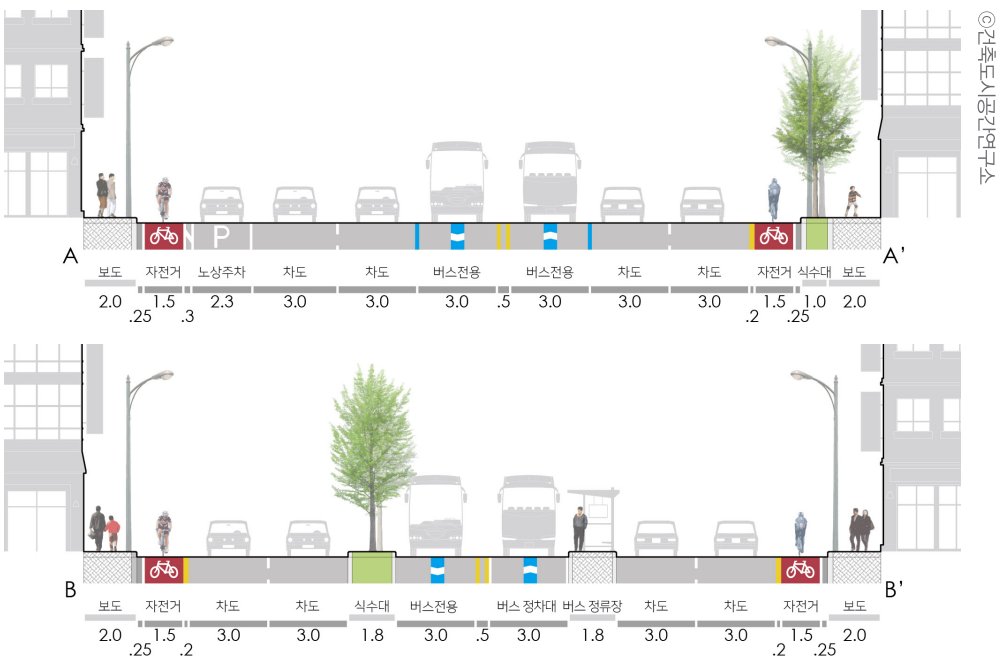 ©건축도시공간연구소
P
A A'
보도 자전거 노상주차 차도 차도 버스전용 버스전용 차도 차도 자전거 식수대 보도
2.0 1.5 2.3 3.0 3.0 3.0 .5 3.0 3.0 3.0 1.5 1.0 2.0
.25 .3 .2 .25
B B'
보도 자전거 차도 차도 식수대 버스전용 버스 정차대 버스 정류장 차도 차도 자전거 보도
2.0 1.5 3.0 3.0 1.8 3.0 .5 3.0 1.8 3.0 3.0 1.5 2.0
.25 .2 .2 .25